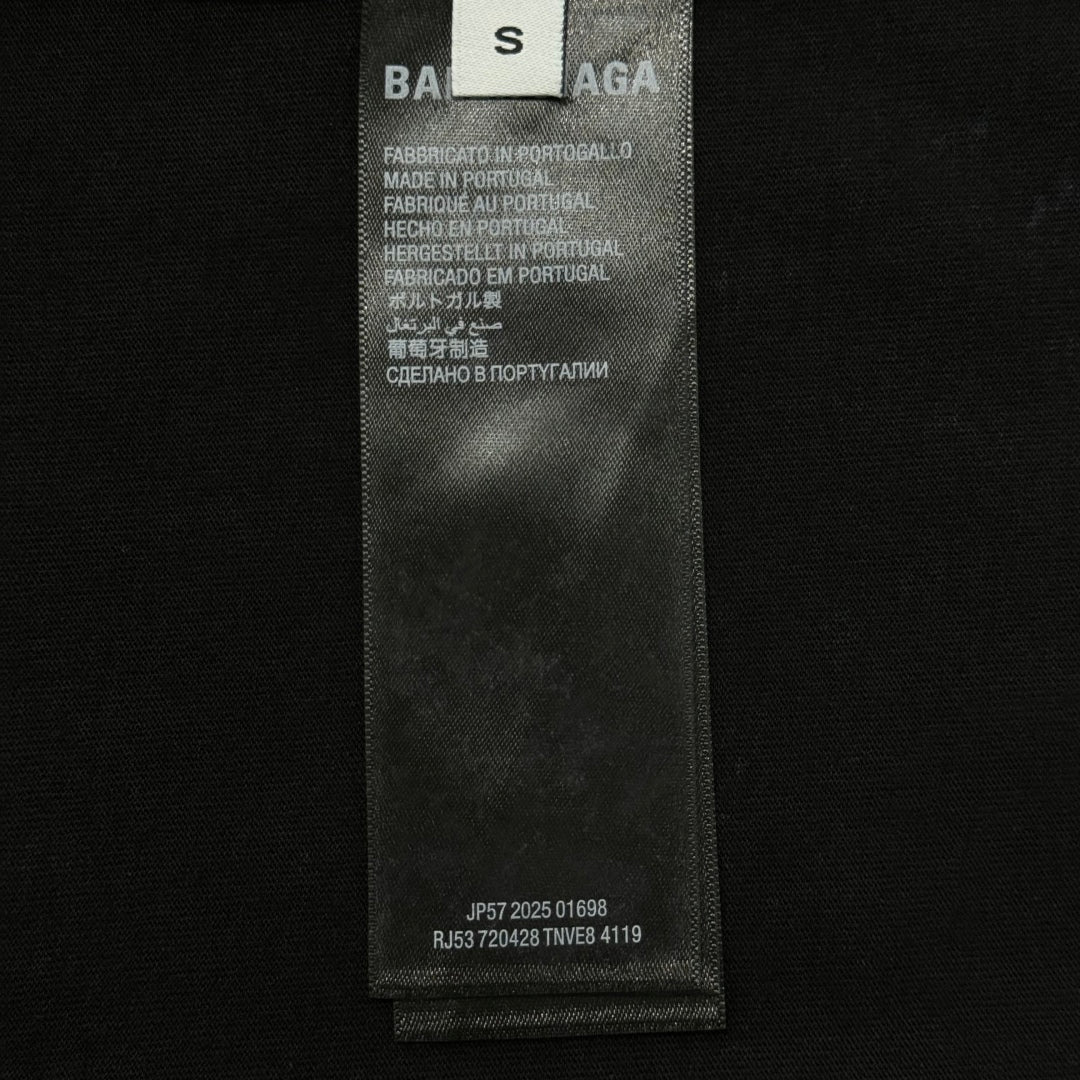 S
BA AGA
FABBRICATO IN PORTOGALLO
MADE IN PORTUGAL
FABRIQUÉ AU PORTUGAL
HECHO EN PORTUGAL
HERGESTELLT IN PORTUGAL
FABRICADO EM PORTUGAL
ポルトガル製
صنع في البرتغال
葡萄牙制造
СДЕЛАНО В ПОРТУГАЛИИ
JP57 2025 01698
RJ53 720428 TNVE8 4119